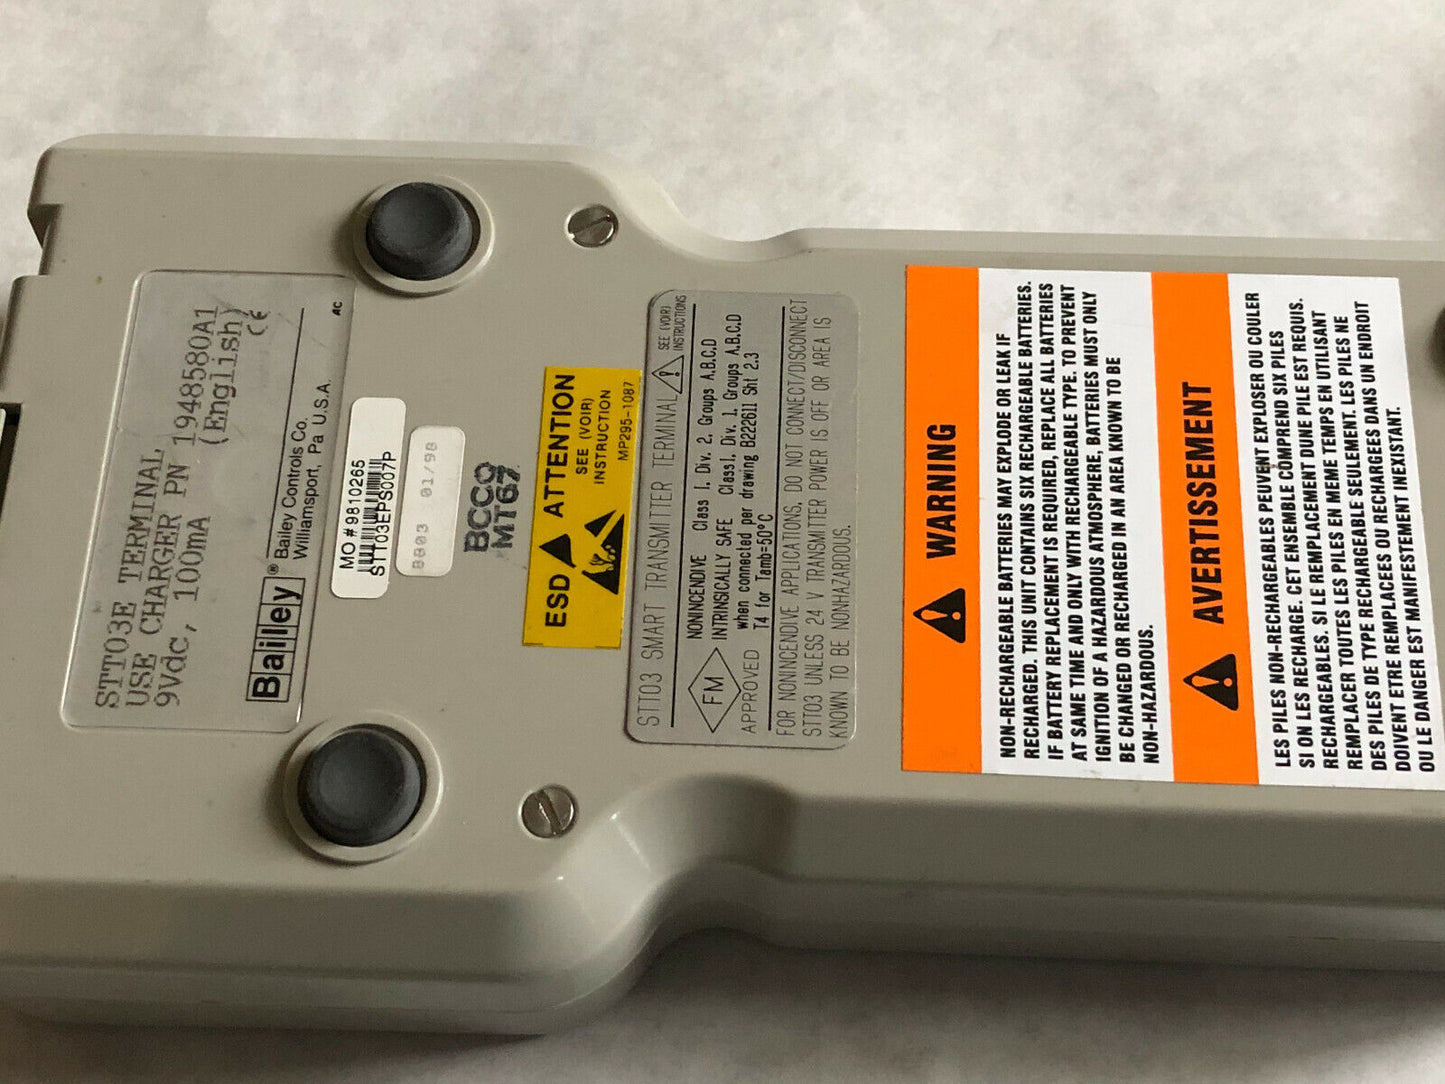 STT03E TERMINAL
USE CHARGER PN 1948580A1
9Vdc, 100mA (English)
CE
Bailey®
Bailey Controls Co.
Williamsport, Pa U.S.A.
AC
MO # 9810265
STT03EPS007P
BB03 01/98
BCCO
MT67
ESD ATTENTION
SEE (VOIR)
INSTRUCTION
MP295-1087
STT03 SMART TRANSMITTER TERMINAL
SEE (VOIR)
INSTRUCTIONS
FM
APPROVED
NONINCENDIVE Class I, Div. 2, Groups A,B,C,D
INTRINSICALLY SAFE Class I, Div. 1, Groups A,B,C,D
when connected per drawing B222611 Sht 2,3
T4 for Tamb=50°C
FOR NONINCENDIVE APPLICATIONS, DO NOT CONNECT/DISCONNECT
STT03 UNLESS 24 V TRANSMITTER POWER IS OFF OR AREA IS
KNOWN TO BE NONHAZARDOUS.
WARNING
NON-RECHARGEABLE BATTERIES MAY EXPLODE OR LEAK IF
RECHARGED. THIS UNIT CONTAINS SIX RECHARGEABLE BATTERIES.
IF BATTERY REPLACEMENT IS REQUIRED, REPLACE ALL BATTERIES
AT SAME TIME AND ONLY WITH RECHARGEABLE TYPE. TO PREVENT
IGNITION OF A HAZARDOUS ATMOSPHERE, BATTERIES MUST ONLY
BE CHANGED OR RECHARGED IN AN AREA KNOWN TO BE
NON-HAZARDOUS.
AVERTISSEMENT
LES PILES NON-RECHARGEABLES PEUVENT EXPLOSER OU COULER
SI ON LES RECHARGE. CET ENSEMBLE COMPREND SIX PILES
RECHARGEABLES. SI LE REMPLACEMENT DUNE PILE EST REQUIS.
REMPLACER TOUTES LES PILES EN MEME TEMPS EN UTILISANT
DES PILES DE TYPE RECHARGEABLE SEULEMENT. LES PILES NE
DOIVENT ETRE REMPLACEES OU RECHARGEES DANS UN ENDROIT
OU LE DANGER EST MANIFESTEMENT INEXISTANT.